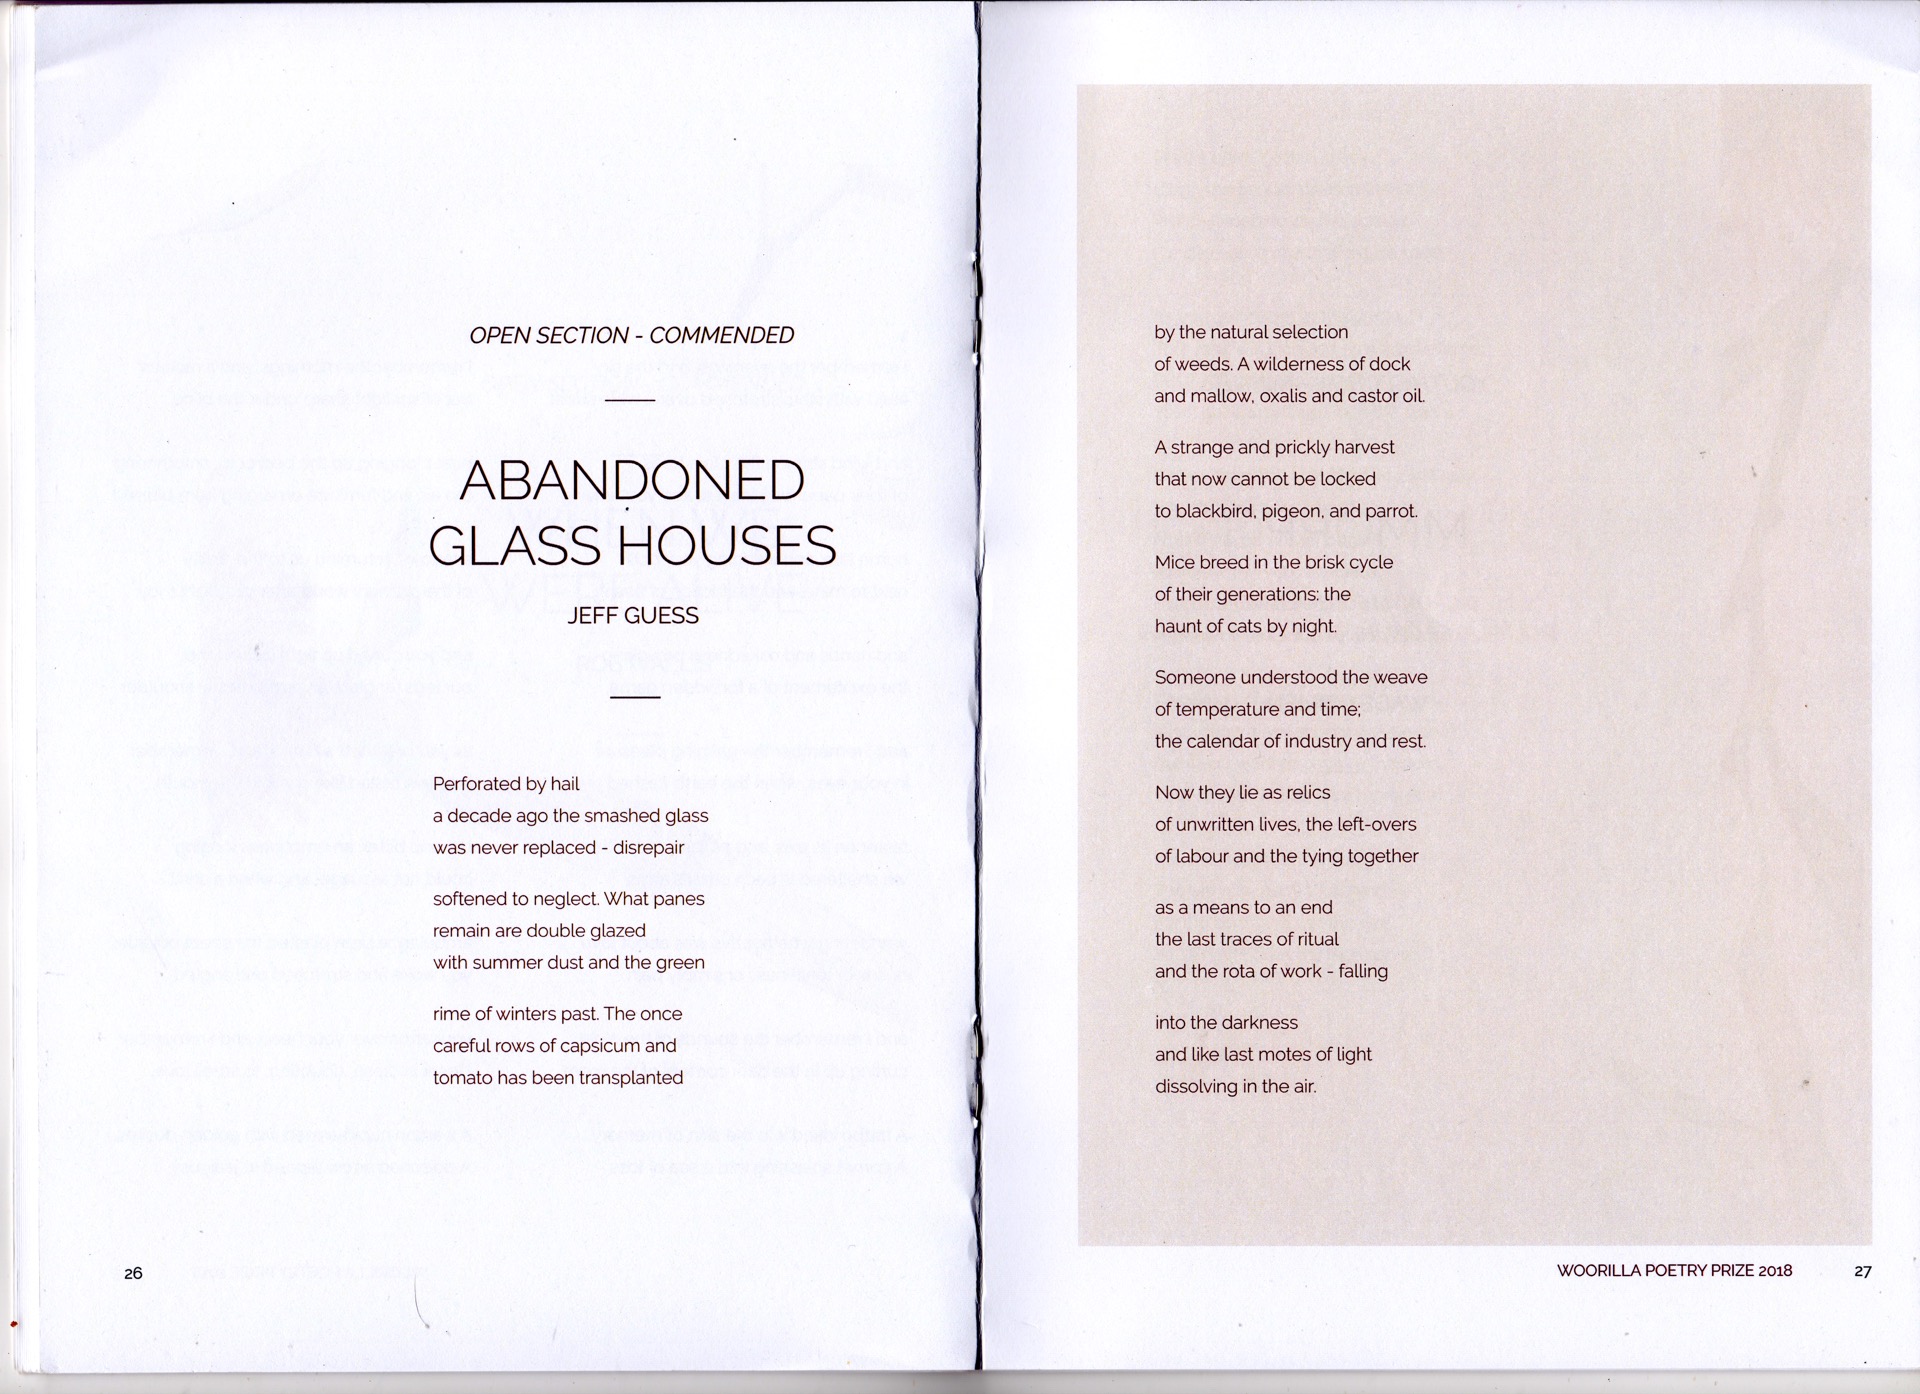 OPEN SECTION - COMMENDED
ABANDONED
GLASS HOUSES
JEFF GUESS
Perforated by hail
a decade ago the smashed glass
was never replaced - disrepair
softened to neglect. What panes
remain are double glazed
with summer dust and the green
rime of winters past. The once
careful rows of capsicum and
tomato has been transplanted
26
by the natural selection
of weeds. A wilderness of dock
and mallow, oxalis and castor oil.
A strange and prickly harvest
that now cannot be locked
to blackbird, pigeon, and parrot.
Mice breed in the brisk cycle
of their generations: the
haunt of cats by night.
Someone understood the weave
of temperature and time;
the calendar of industry and rest.
Now they lie as relics
of unwritten lives, the left-overs
of labour and the tying together
as a means to an end
the last traces of ritual
and the rota of work - falling
into the darkness
and like last motes of light
dissolving in the air.
WOORILLA POETRY PRIZE 2018
27